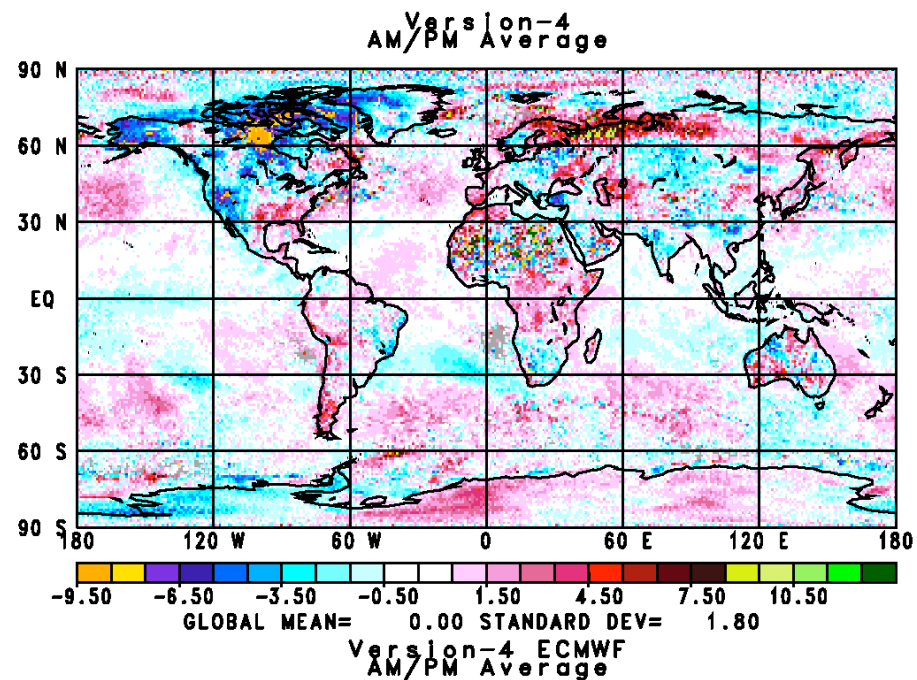 Version-4
AM/PM Average
90 N
60 N
30 N
EQ
30 S
60 S
90 S
180 120 W 60 W 0 60 E 120 E 180
-9.50 -6.50 -3.50 -0.50 1.50 4.50 7.50 10.50
GLOBAL MEAN= 0.00 STANDARD DEV= 1.80
Version-4 ECMWF
AM/PM Average